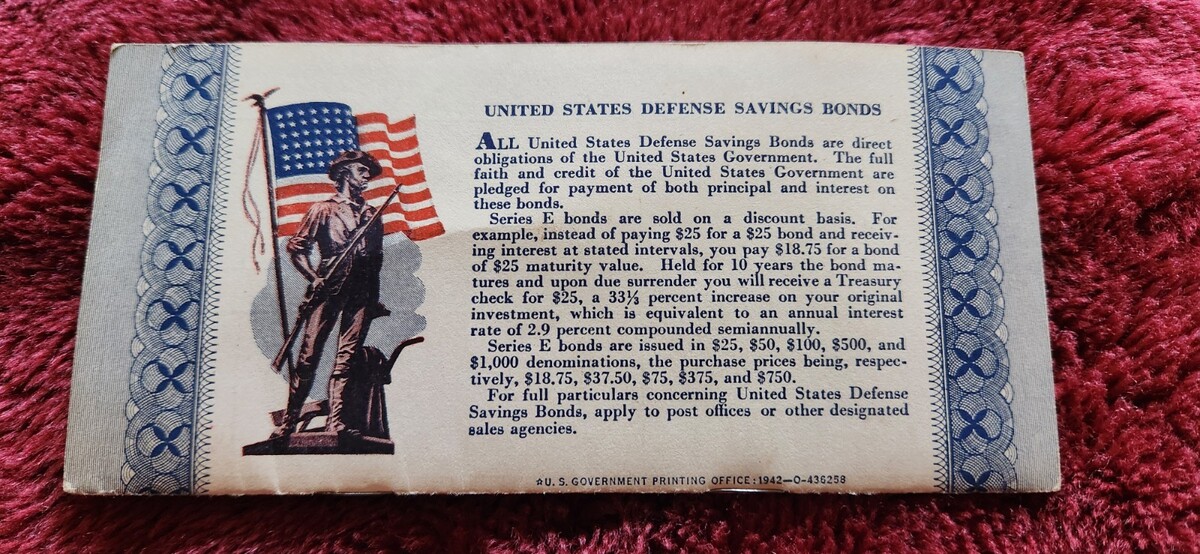 UNITED STATES DEFENSE SAVINGS BONDS
ALL United States Defense Savings Bonds are direct
obligations of the United States Government. The full
faith and credit of the United States Government are
pledged for payment of both principal and interest on
these bonds.
Series E bonds are sold on a discount basis. For
example, instead of paying $25 for a $25 bond and receiv-
ing interest at stated intervals, you pay $18.75 for a bond
of $25 maturity value. Held for 10 years the bond ma-
tures and upon due surrender you will receive a Treasury
check for $25, a 33⅓ percent increase on your original
investment, which is equivalent to an annual interest
rate of 2.9 percent compounded semiannually.
Series E bonds are issued in $25, $50, $100, $500, and
$1,000 denominations, the purchase prices being, respec-
tively, $18.75, $37.50, $75, $375, and $750.
For full particulars concerning United States Defense
Savings Bonds, apply to post offices or other designated
sales agencies.
☆U. S. GOVERNMENT PRINTING OFFICE: 1942—O-436258